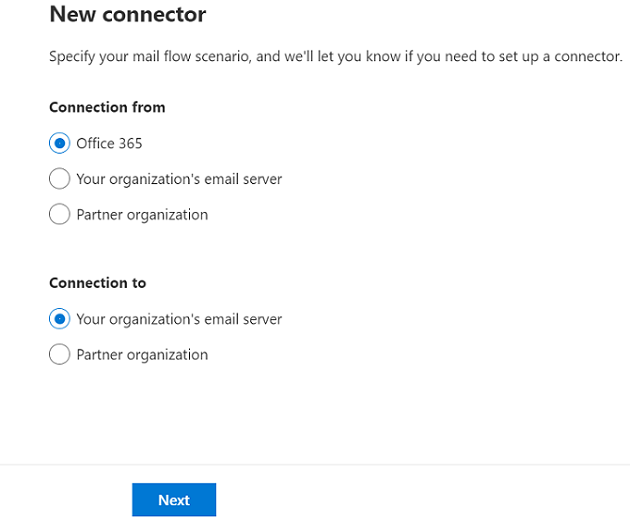 New connector
Specify your mail flow scenario, and we'll let you know if you need to set up a connector.
Connection from
Office 365
Your organization's email server
Partner organization
Connection to
Your organization's email server
Partner organization
Next